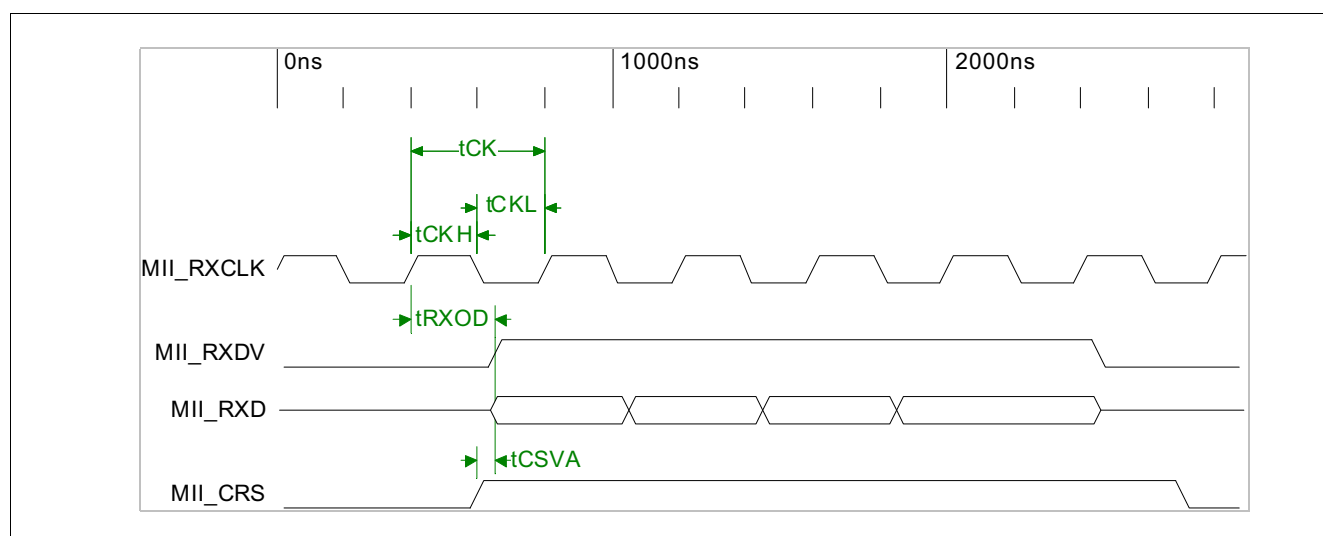 0ns 1000ns 2000ns
tCK
tCKL
tCKH
MII_RXCLK
tRXOD
MII_RXDV
MII_RXD
tCSVA
MII_CRS